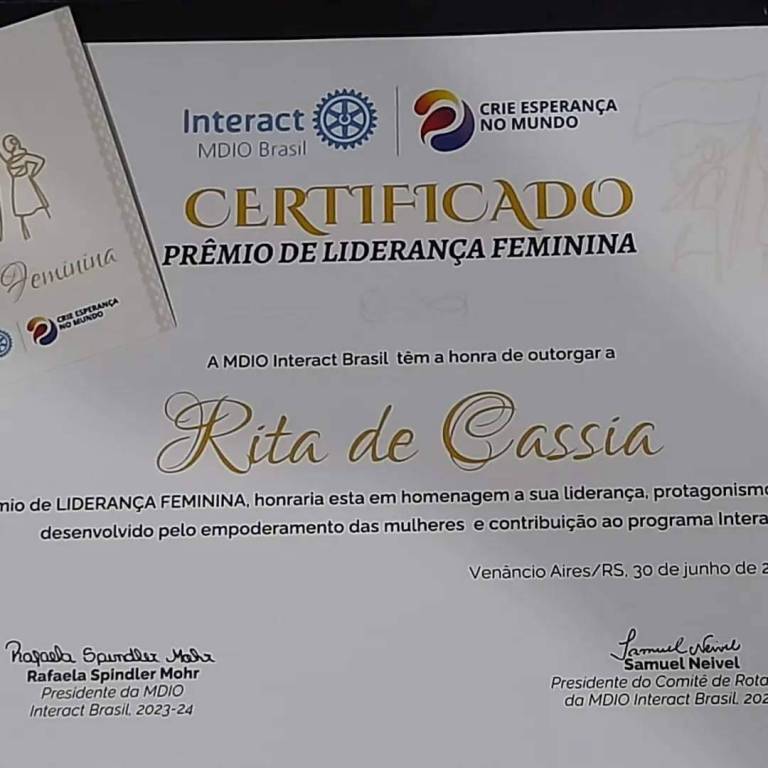 Interact
MDIO Brasil
CRIE ESPERANÇA
NO MUNDO
CERTIFICADO
PRÊMIO DE LIDERANÇA FEMININA
Feminina
CRIE ESPERANÇA
NO MUNDO
A MDIO Interact Brasil têm a honra de outorgar a
Rita de Cassia
mio de LIDERANÇA FEMININA, honraria esta em homenagem a sua liderança, protagonismo
desenvolvido pelo empoderamento das mulheres e contribuição ao programa Intera
Venâncio Aires/RS, 30 de junho de 2
Rafaela Spindler Mohr
Rafaela Spindler Mohr
Presidente da MDIO
Interact Brasil, 2023-24
Samuel Neivel
Samuel Neivel
Presidente do Comitê de Rota
da MDIO Interact Brasil, 202